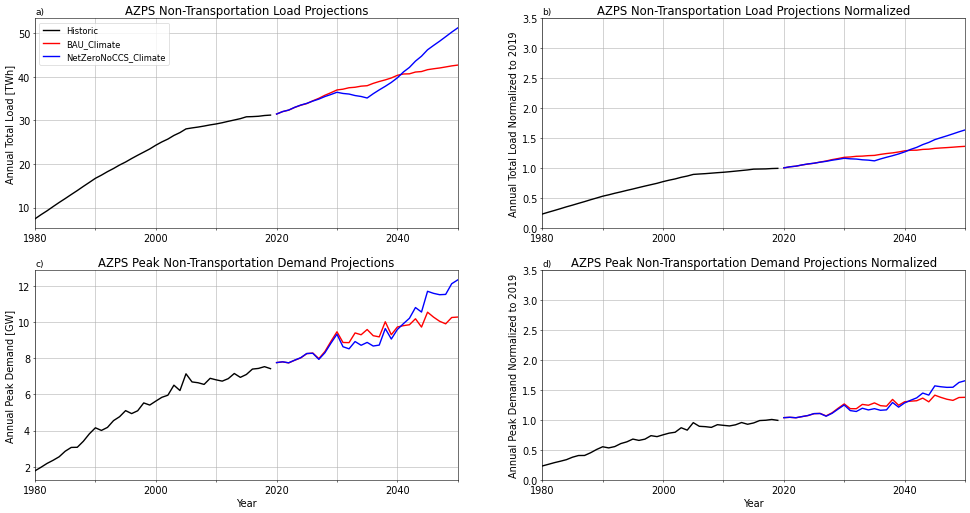 a)
AZPS Non-Transportation Load Projections
Annual Total Load [TWh]
50
40
30
20
10
Historic
BAU_Climate
NetZeroNoCCS_Climate
1980
2000
2020
2040
b)
AZPS Non-Transportation Load Projections Normalized
Annual Total Load Normalized to 2019
3.5
3.0
2.5
2.0
1.5
1.0
0.5
0.0
1980
2000
2020
2040
c)
AZPS Peak Non-Transportation Demand Projections
Annual Peak Demand [GW]
12
10
8
6
4
2
1980
2000
2020
2040
Year
d)
AZPS Peak Non-Transportation Demand Projections Normalized
Annual Peak Demand Normalized to 2019
3.5
3.0
2.5
2.0
1.5
1.0
0.5
0.0
1980
2000
2020
2040
Year